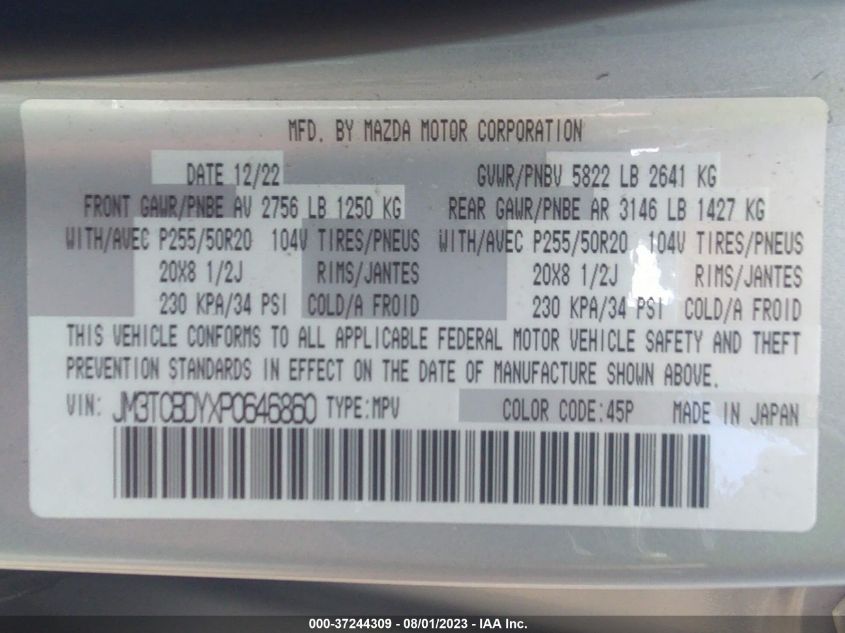 MFD. BY MAZDA MOTOR CORPORATION
DATE 12/22 GVWR/PNBV 5822 LB 2641 KG
FRONT GAWR/PNBE AV 2756 LB 1250 KG REAR GAWR/PNBE AR 3146 LB 1427 KG
WITH/AVEC P255/50R20 104V TIRES/PNEUS WITH/AVEC P255/50R20 104V TIRES/PNEUS
20X8 1/2J RIMS/JANTES 20X8 1/2J RIMS/JANTES
230 KPA/34 PSI COLD/A FROID 230 KPA/34 PSI COLD/A FROID
THIS VEHICLE CONFORMS TO ALL APPLICABLE FEDERAL MOTOR VEHICLE SAFETY AND THEFT
PREVENTION STANDARDS IN EFFECT ON THE DATE OF MANUFACTURE SHOWN ABOVE.
VIN: JM3TCBDYXP0646860 TYPE:MPV COLOR CODE:45P MADE IN JAPAN
000-37244309 - 08/01/2023 - IAA Inc.